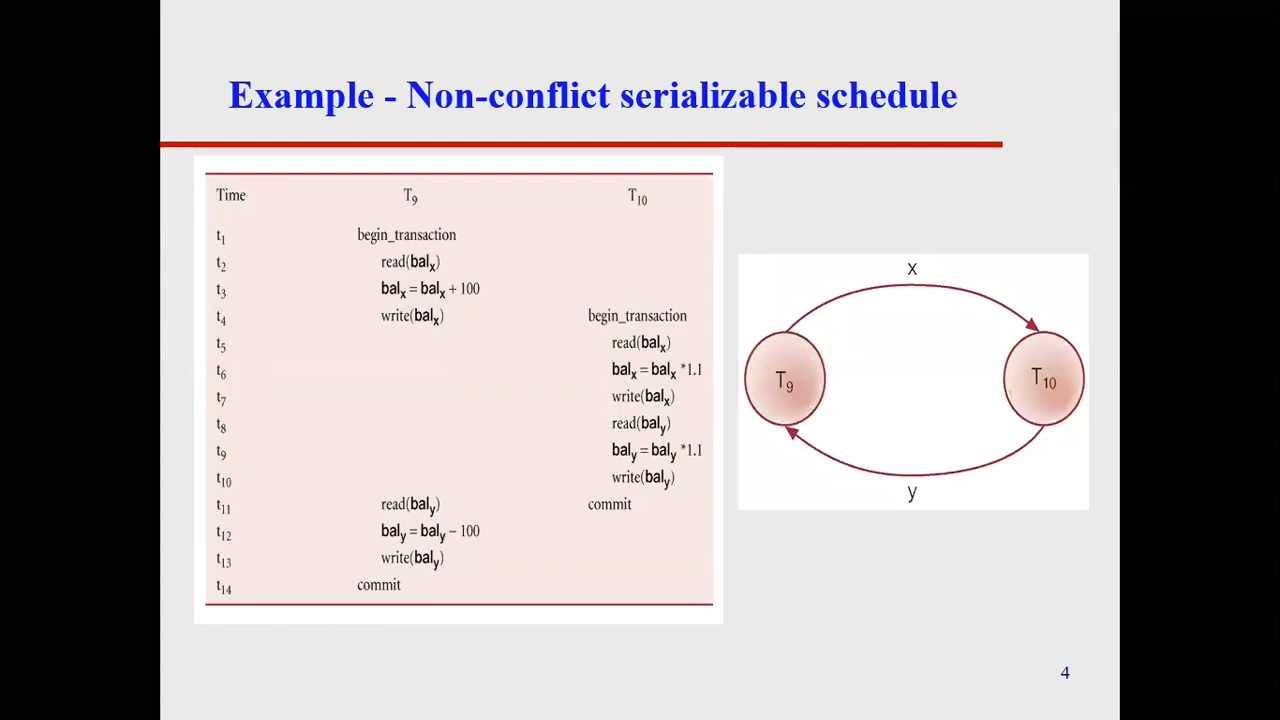 Example - Non-conflict serializable schedule
Time T9 T10
t1 begin_transaction
t2 read(balx)
t3 balx = balx + 100
t4 write(balx) begin_transaction
t5 read(balx)
t6 balx = balx *1.1
t7 write(balx)
t8 read(baly)
t9 baly = baly *1.1
t10 write(baly)
t11 read(baly) commit
t12 baly = baly – 100
t13 write(baly)
t14 commit
x
T9 T10
y
4